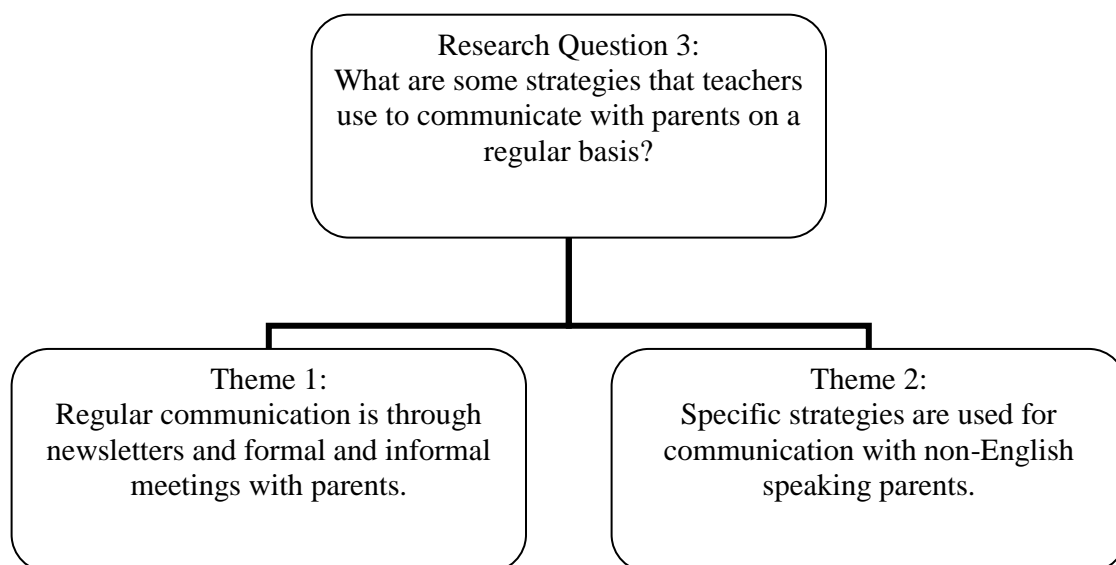 Research Question 3:
What are some strategies that teachers
use to communicate with parents on a
regular basis?
Theme 1:
Regular communication is through
newsletters and formal and informal
meetings with parents.
Theme 2:
Specific strategies are used for
communication with non-English
speaking parents.